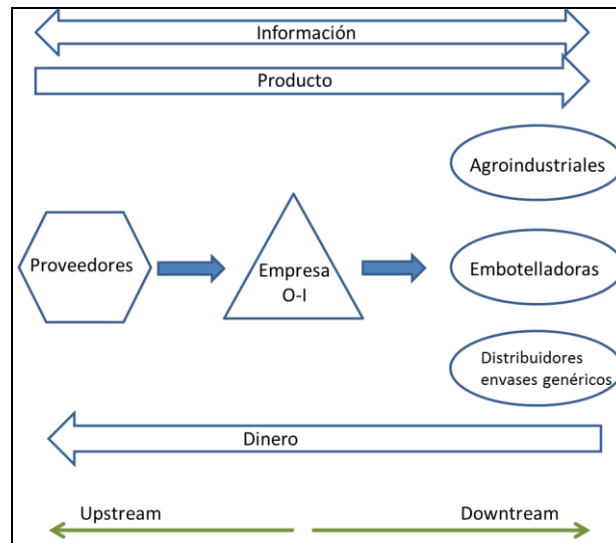 Información
Producto
Agroindustriales
Proveedores
Empresa
O-I
Embotelladoras
Distribuidores
envases genéricos
Dinero
Upstream
Downtream